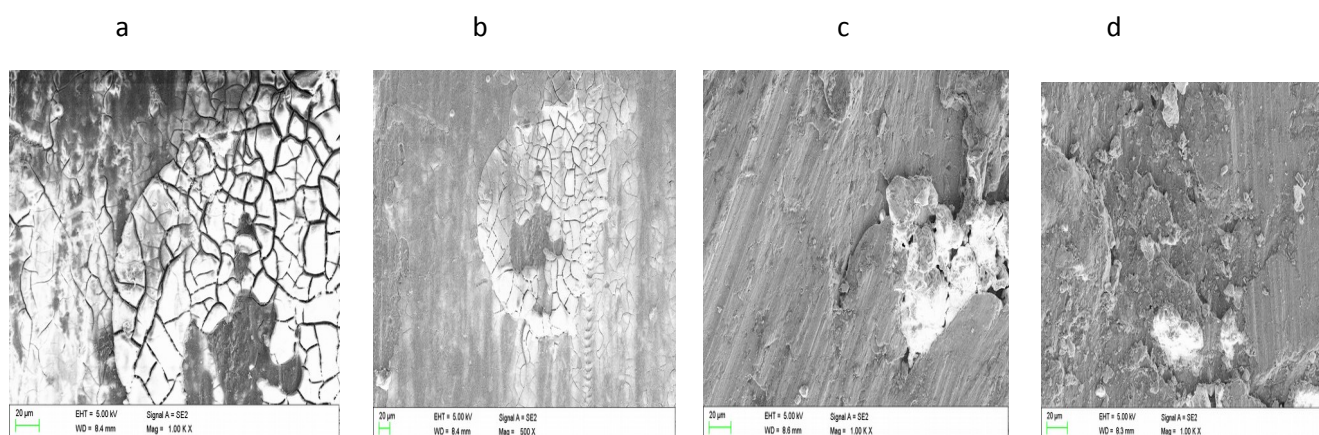 a
b
c
d
20 µm
EHT = 5.00 kV
Signal A = SE2
WD = 8.4 mm
Mag = 1.00 K X
20 µm
EHT = 5.00 kV
Signal A = SE2
WD = 8.4 mm
Mag = 500 X
20 µm
EHT = 5.00 kV
Signal A = SE2
WD = 8.6 mm
Mag = 1.00 K X
20 µm
EHT = 5.00 kV
Signal A = SE2
WD = 8.3 mm
Mag = 1.00 K X